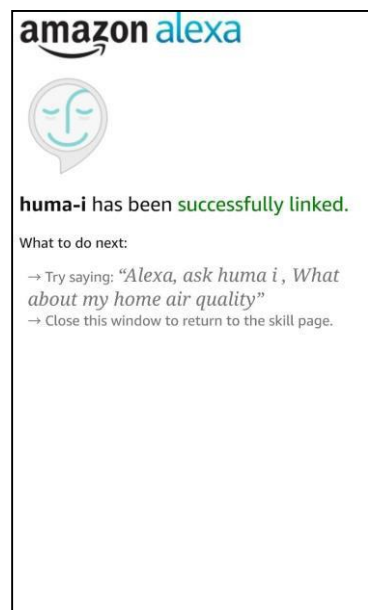 amazon alexa
huma-i has been successfully linked.
What to do next:
→ Try saying: “Alexa, ask huma i , What
about my home air quality”
→ Close this window to return to the skill page.